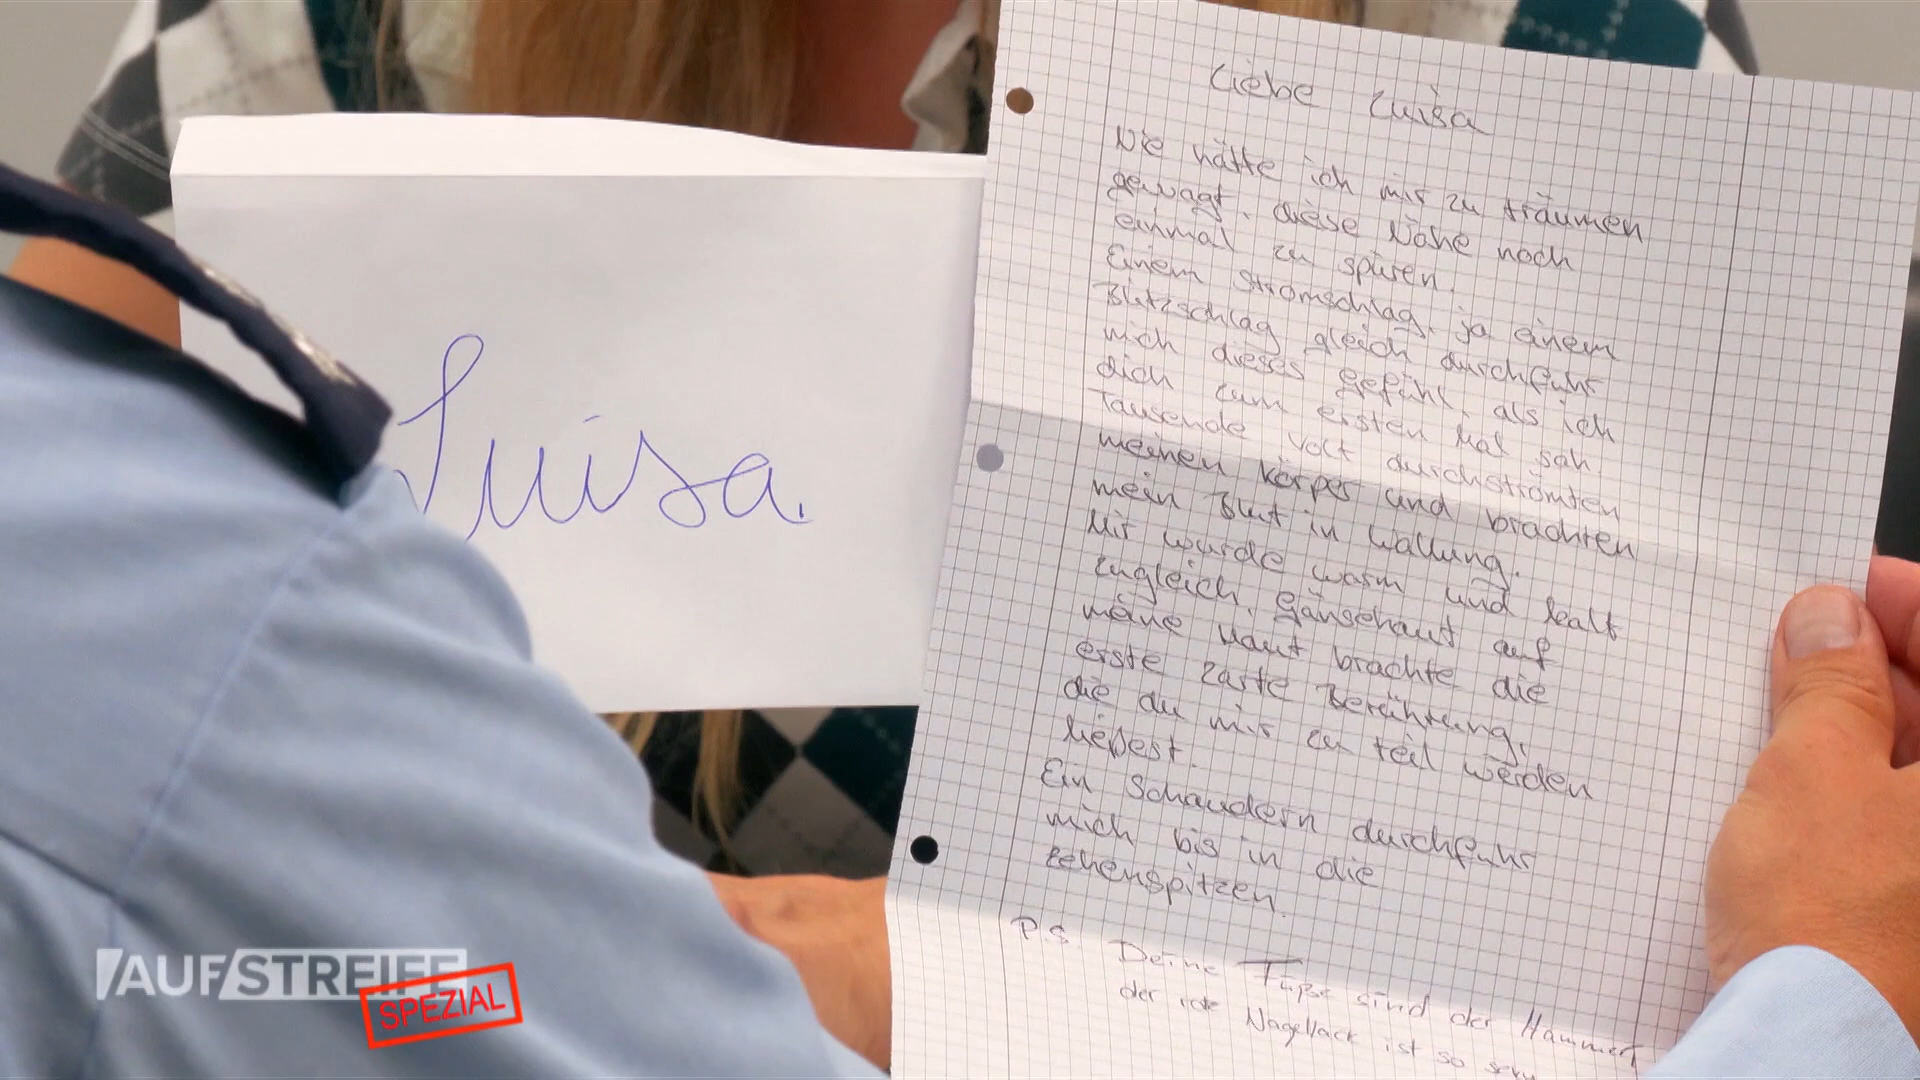 Luisa.
Liebe Luisa
Nie hätte ich mir zu träumen
gewagt, diese Nähe noch
einmal zu spüren.
Einem Stromschlag, ja einem
Blitzschlag gleich durchfuhr
mich dieses gefühl, als ich
dich zum ersten Mal sah.
Tausende Volt durchströmten
meinen Körper und brachten
mein Blut in Wallung.
Mir wurde warm und kalt
zugleich, gänsehaut auf
meine Haut brachte die
erste zarte Berührung,
die du mir zu teil werden
ließest.
Ein Schaudern durchfuhr
mich bis in die
Zehenspitzen.
P.S. Deine Füße sind der Hammer!
der rote Nagellack ist so sexy
AUF STREIFE
SPEZIAL